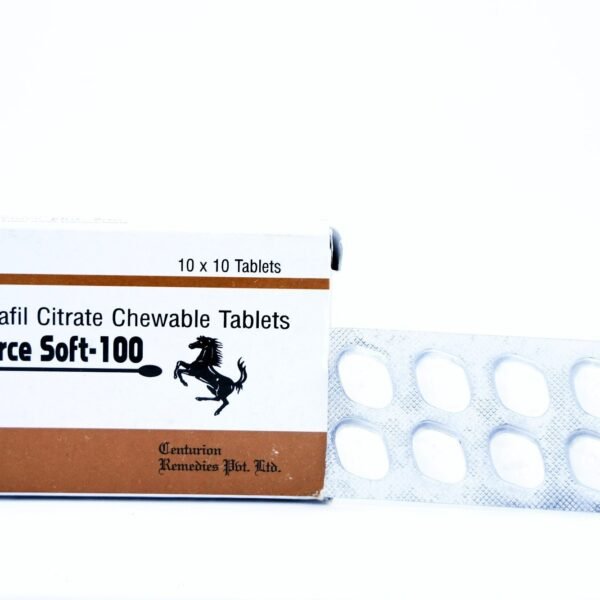 10 x 10 Tablets
afil Citrate Chewable Tablets
rce Soft-100
Centurion
Remedies Pvt. Ltd.